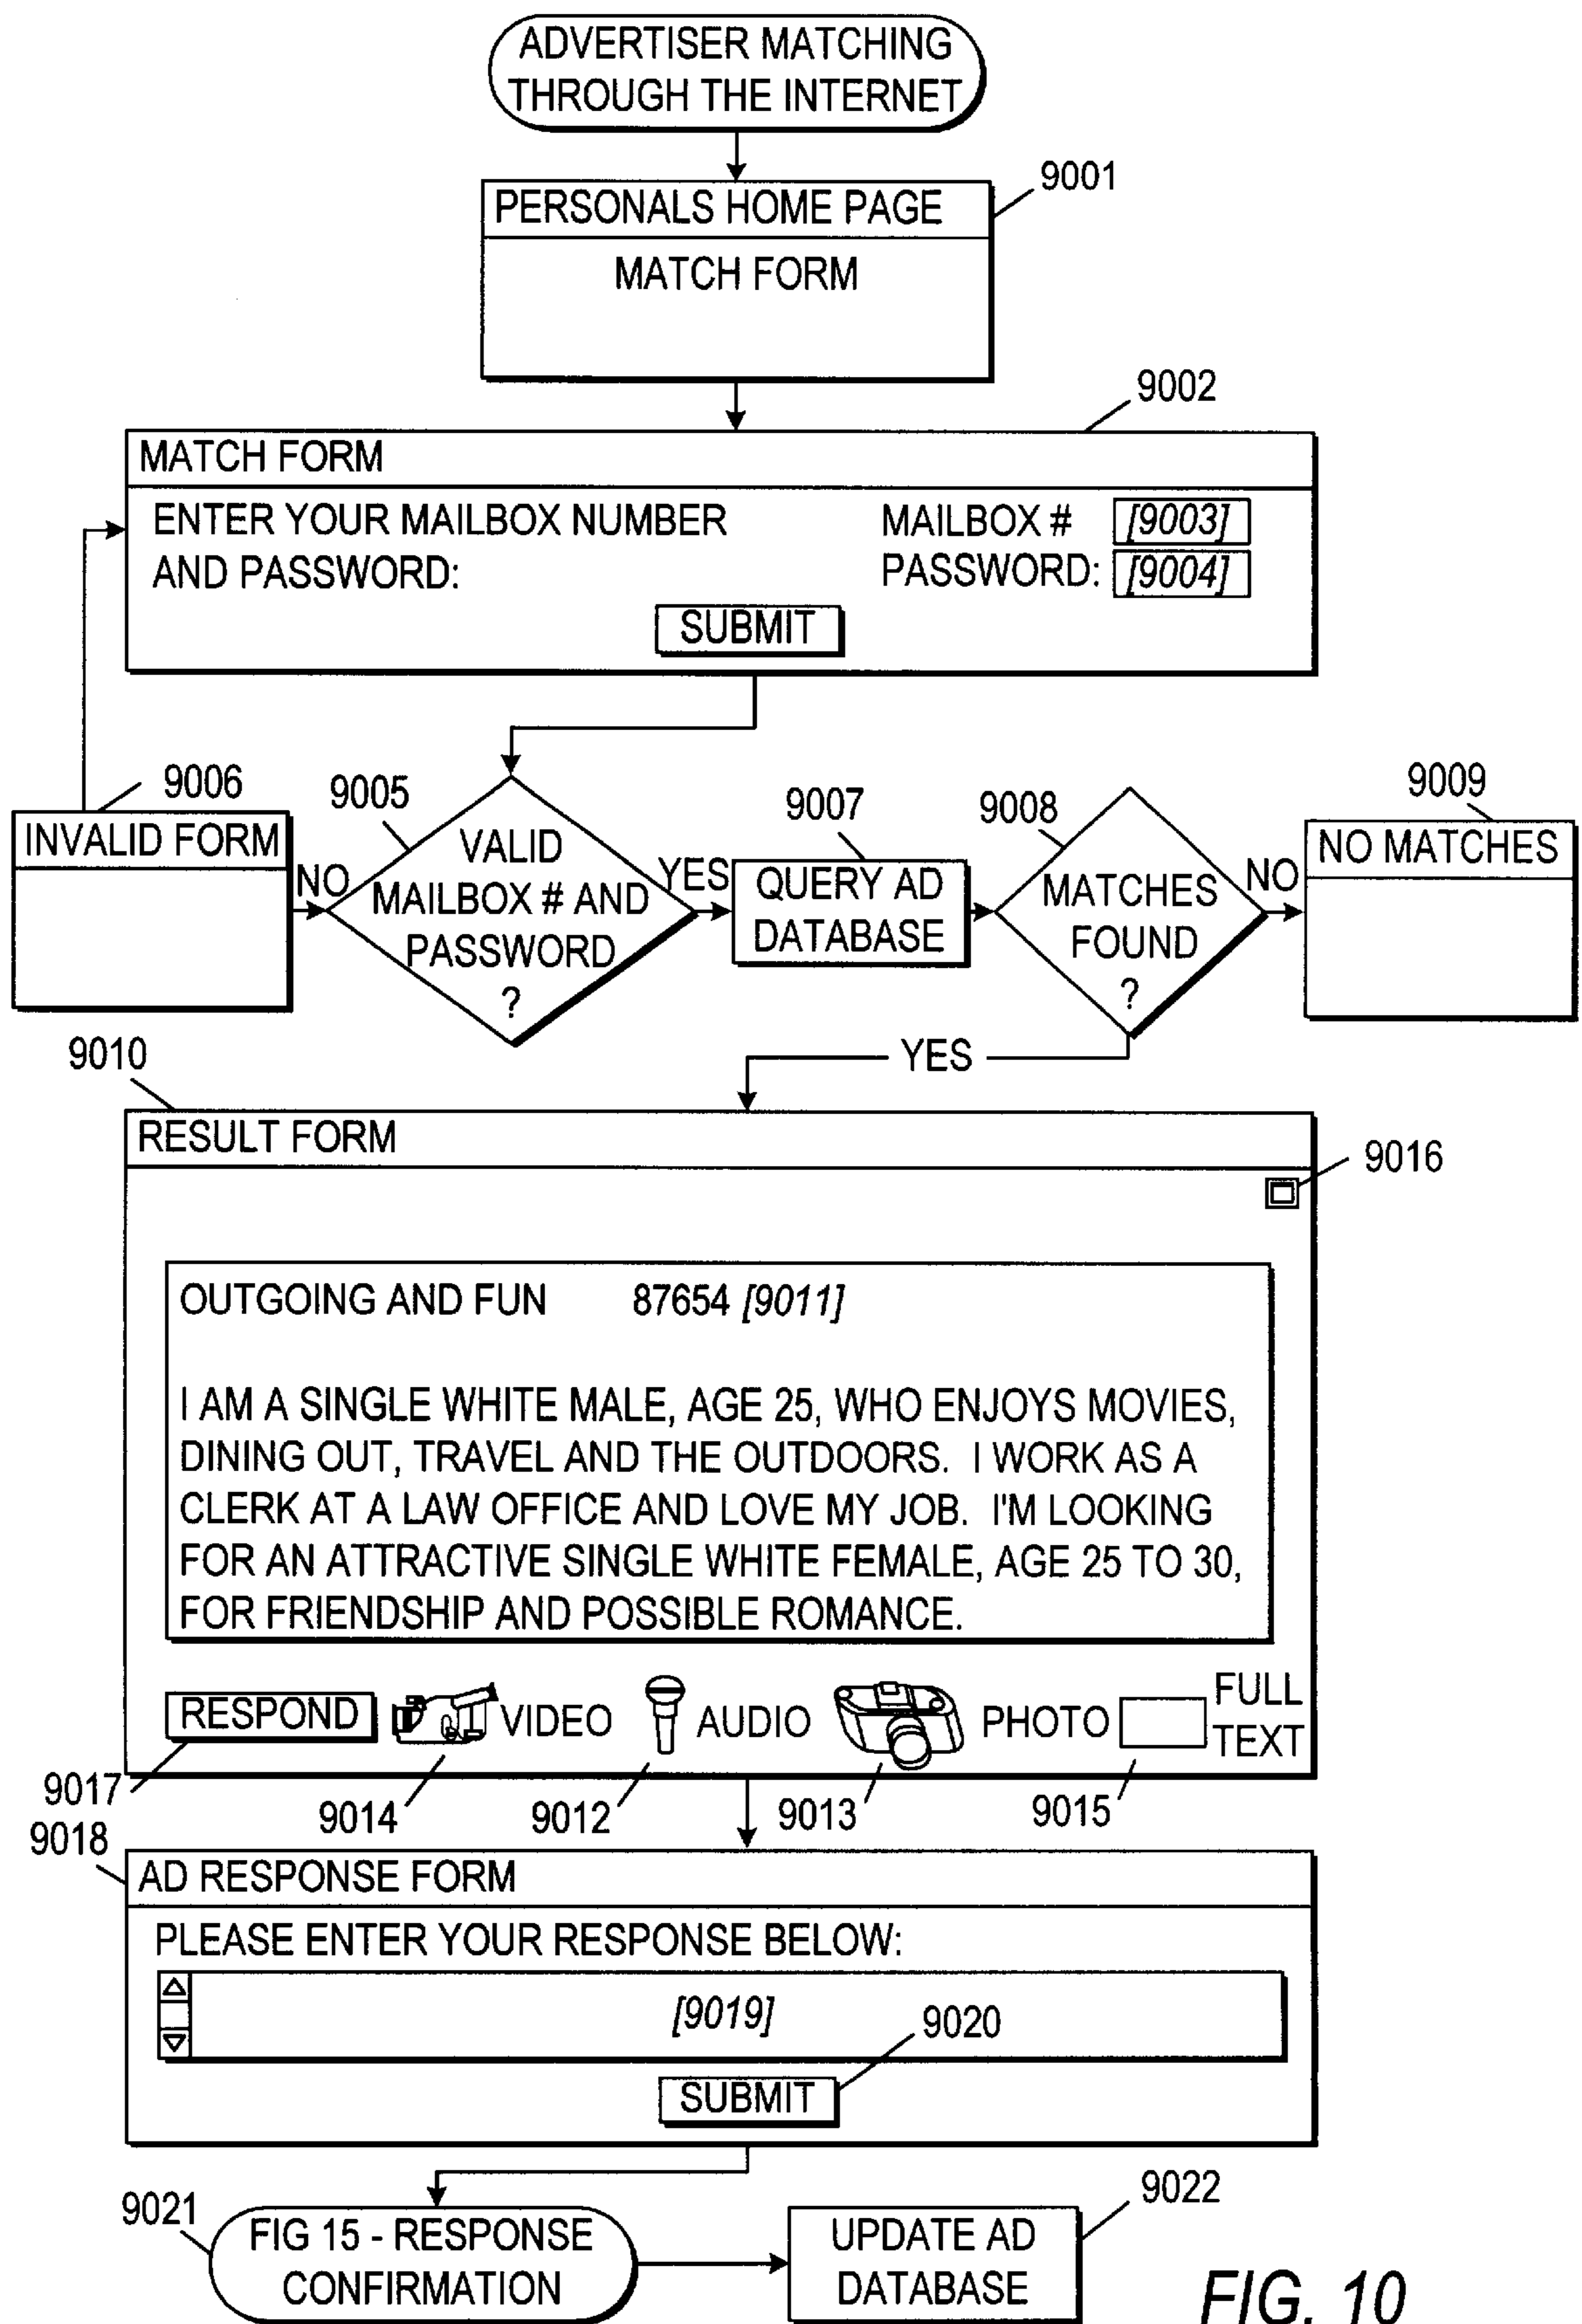 ADVERTISER MATCHING
THROUGH THE INTERNET
9001
PERSONALS HOME PAGE
MATCH FORM
9002
MATCH FORM
ENTER YOUR MAILBOX NUMBER
AND PASSWORD:
MAILBOX # [9003]
PASSWORD: [9004]
SUBMIT
9006
INVALID FORM
NO
9005
VALID
MAILBOX # AND
PASSWORD
?
YES
9007
QUERY AD
DATABASE
9008
MATCHES
FOUND
?
NO
9009
NO MATCHES
YES
9010
RESULT FORM
9016
OUTGOING AND FUN 87654 [9011]
I AM A SINGLE WHITE MALE, AGE 25, WHO ENJOYS MOVIES,
DINING OUT, TRAVEL AND THE OUTDOORS. I WORK AS A
CLERK AT A LAW OFFICE AND LOVE MY JOB. I'M LOOKING
FOR AN ATTRACTIVE SINGLE WHITE FEMALE, AGE 25 TO 30,
FOR FRIENDSHIP AND POSSIBLE ROMANCE.
RESPOND
VIDEO
AUDIO
PHOTO
FULL
TEXT
9017
9014
9012
9013
9015
9018
AD RESPONSE FORM
PLEASE ENTER YOUR RESPONSE BELOW:
[9019]
9020
SUBMIT
9021
FIG 15 - RESPONSE
CONFIRMATION
9022
UPDATE AD
DATABASE
FIG. 10